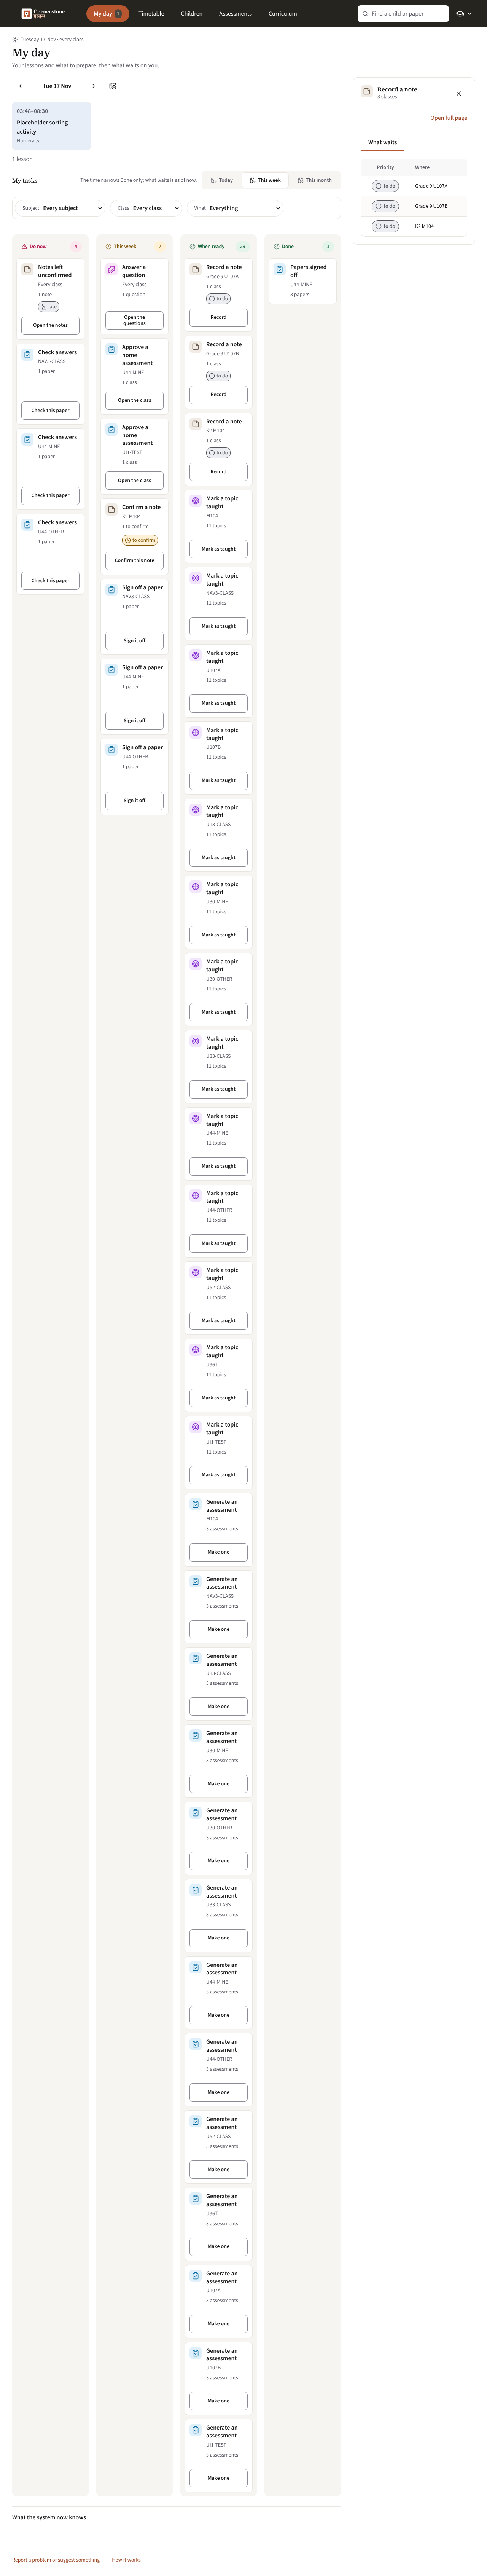 Cornerstone
გიგა
My day 1
Timetable
Children
Assessments
Curriculum
Find a child or paper
Tuesday 17-Nov · every class
My day
Your lessons and what to prepare, then what waits on you.
Tue 17 Nov
03:48–08:30
Placeholder sorting
activity
Numeracy
1 lesson
My tasks
The time narrows Done only; what waits is as of now.
Today
This week
This month
Subject Every subject
Class Every class
What Everything
Do now 4
Notes left
unconfirmed
Every class
1 note
late
Open the notes
Check answers
NAV3-CLASS
1 paper
Check this paper
Check answers
U44-MINE
1 paper
Check this paper
Check answers
U44-OTHER
1 paper
Check this paper
This week 7
Answer a
question
Every class
1 question
Open the
questions
Approve a
home
assessment
U44-MINE
1 class
Open the class
Approve a
home
assessment
UI1-TEST
1 class
Open the class
Confirm a note
K2 M104
1 to confirm
to confirm
Confirm this note
Sign off a paper
NAV3-CLASS
1 paper
Sign it off
Sign off a paper
U44-MINE
1 paper
Sign it off
Sign off a paper
U44-OTHER
1 paper
Sign it off
When ready 29
Record a note
Grade 9 U107A
1 class
to do
Record
Record a note
Grade 9 U107B
1 class
to do
Record
Record a note
K2 M104
1 class
to do
Record
Mark a topic
taught
M104
11 topics
Mark as taught
Mark a topic
taught
NAV3-CLASS
11 topics
Mark as taught
Mark a topic
taught
U107A
11 topics
Mark as taught
Mark a topic
taught
U107B
11 topics
Mark as taught
Mark a topic
taught
U13-CLASS
11 topics
Mark as taught
Mark a topic
taught
U30-MINE
11 topics
Mark as taught
Mark a topic
taught
U30-OTHER
11 topics
Mark as taught
Mark a topic
taught
U33-CLASS
11 topics
Mark as taught
Mark a topic
taught
U44-MINE
11 topics
Mark as taught
Mark a topic
taught
U44-OTHER
11 topics
Mark as taught
Mark a topic
taught
U52-CLASS
11 topics
Mark as taught
Mark a topic
taught
U96T
11 topics
Mark as taught
Mark a topic
taught
UI1-TEST
11 topics
Mark as taught
Generate an
assessment
M104
3 assessments
Make one
Generate an
assessment
NAV3-CLASS
3 assessments
Make one
Generate an
assessment
U13-CLASS
3 assessments
Make one
Generate an
assessment
U30-MINE
3 assessments
Make one
Generate an
assessment
U30-OTHER
3 assessments
Make one
Generate an
assessment
U33-CLASS
3 assessments
Make one
Generate an
assessment
U44-MINE
3 assessments
Make one
Generate an
assessment
U44-OTHER
3 assessments
Make one
Generate an
assessment
U52-CLASS
3 assessments
Make one
Generate an
assessment
U96T
3 assessments
Make one
Generate an
assessment
U107A
3 assessments
Make one
Generate an
assessment
U107B
3 assessments
Make one
Generate an
assessment
UI1-TEST
3 assessments
Make one
Done 1
Papers signed
off
U44-MINE
3 papers
Record a note
3 classes
Open full page
What waits
Priority Where
to do Grade 9 U107A
to do Grade 9 U107B
to do K2 M104
What the system now knows
Report a problem or suggest something
How it works